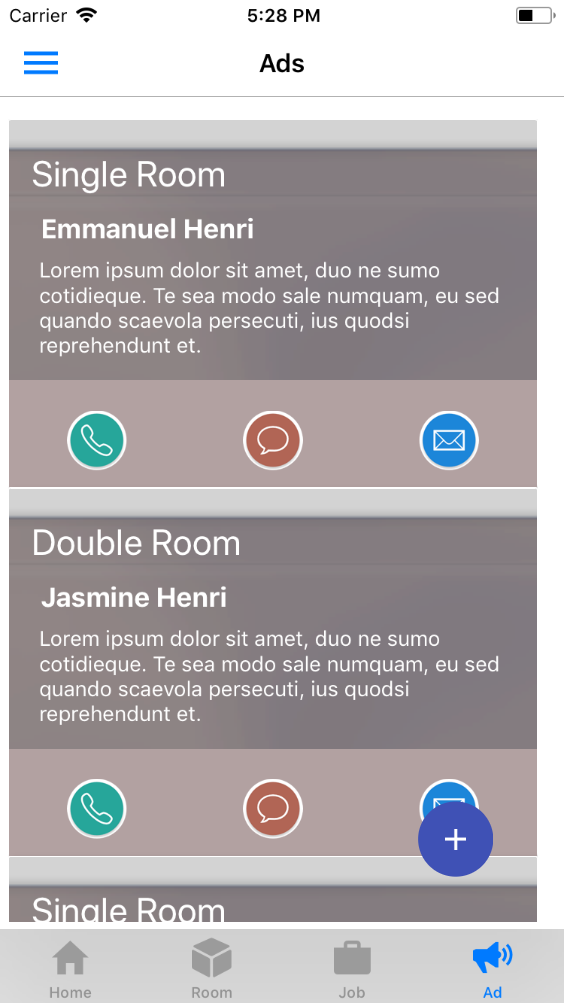 Carrier 5:28 PM
Ads
Single Room
Emmanuel Henri
Lorem ipsum dolor sit amet, duo ne sumo
cotidieque. Te sea modo sale numquam, eu sed
quando scaevola persecuti, ius quodsi
reprehendunt et.
Double Room
Jasmine Henri
Lorem ipsum dolor sit amet, duo ne sumo
cotidieque. Te sea modo sale numquam, eu sed
quando scaevola persecuti, ius quodsi
reprehendunt et.
+
Single Room
Home Room Job Ad